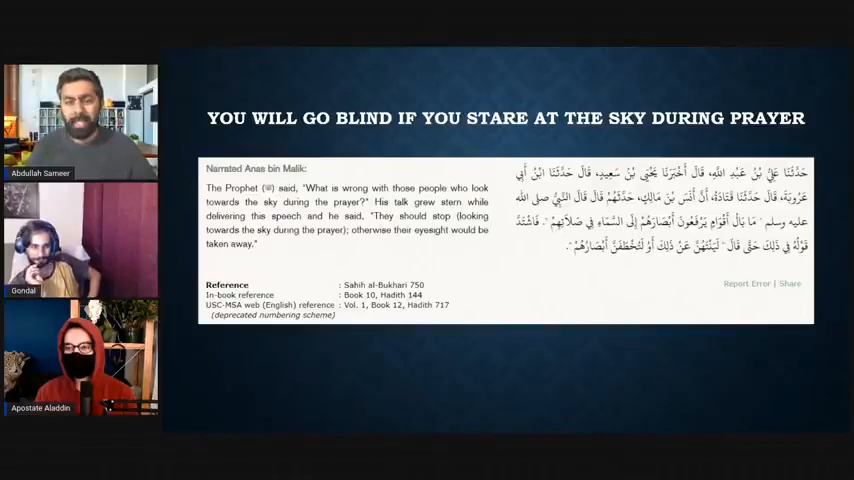 YOU WILL GO BLIND IF YOU STARE AT THE SKY DURING PRAYER
Abdullah Sameer
Gondal
Apostate Aladdin
Narrated Anas bin Malik:
The Prophet (ﷺ) said, "What is wrong with those people who look
towards the sky during the prayer?" His talk grew stern while
delivering this speech and he said, "They should stop (looking
towards the sky during the prayer); otherwise their eyesight would be
taken away."
حَدَّثَنَا عَلِيُّ بْنُ عَبْدِ اللَّهِ، قَالَ أَخْبَرَنَا يَحْيَى بْنُ سَعِيدٍ، قَالَ حَدَّثَنَا ابْنُ أَبِي
عَرُوبَةَ، قَالَ حَدَّثَنَا قَتَادَةُ، أَنَّ أَنَسَ بْنَ مَالِكٍ، حَدَّثَهُمْ قَالَ قَالَ النَّبِيُّ صلى الله
عليه وسلم " مَا بَالُ أَقْوَامٍ يَرْفَعُونَ أَبْصَارَهُمْ إِلَى السَّمَاءِ فِي صَلاَتِهِمْ ". فَاشْتَدَّ
قَوْلُهُ فِي ذَلِكَ حَتَّى قَالَ " لَيَنْتَهُنَّ عَنْ ذَلِكَ أَوْ لَتُخْطَفَنَّ أَبْصَارُهُمْ ".
Reference : Sahih al-Bukhari 750
In-book reference : Book 10, Hadith 144
USC-MSA web (English) reference : Vol. 1, Book 12, Hadith 717
(deprecated numbering scheme)
Report Error | Share